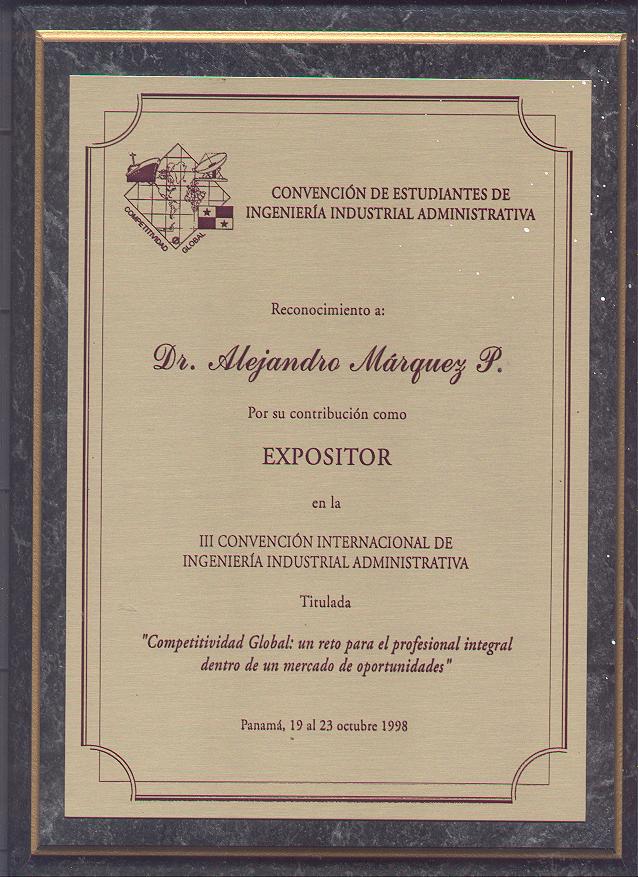 COMPETITIVIDAD GLOBAL
CONVENCIÓN DE ESTUDIANTES DE
INGENIERÍA INDUSTRIAL ADMINISTRATIVA
Reconocimiento a:
Dr. Alejandro Márquez P.
Por su contribución como
EXPOSITOR
en la
III CONVENCIÓN INTERNACIONAL DE
INGENIERÍA INDUSTRIAL ADMINISTRATIVA
Titulada
"Competitividad Global: un reto para el profesional integral
dentro de un mercado de oportunidades"
Panamá, 19 al 23 octubre 1998